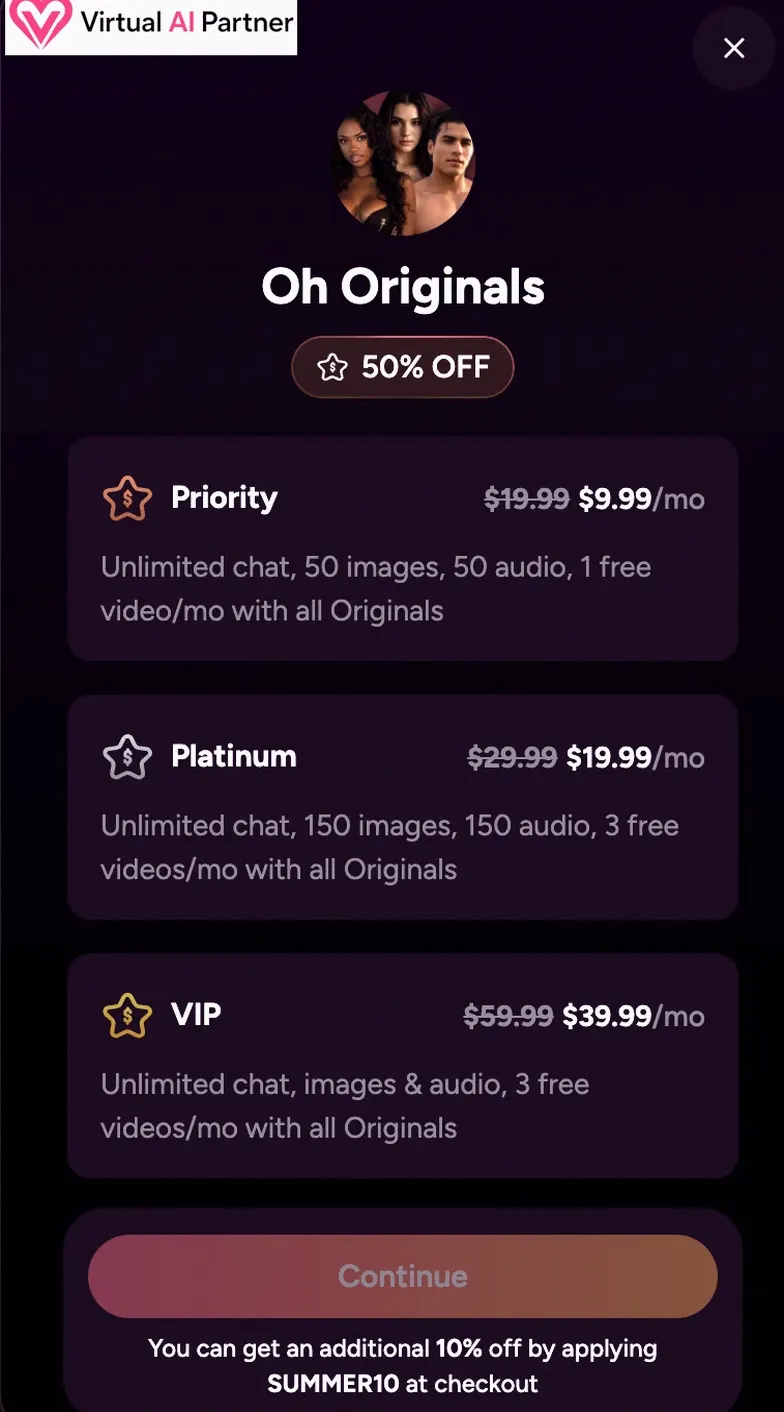 Virtual AI Partner
Oh Originals
50% OFF
Priority
$19.99 $9.99/mo
Unlimited chat, 50 images, 50 audio, 1 free
video/mo with all Originals
Platinum
$29.99 $19.99/mo
Unlimited chat, 150 images, 150 audio, 3 free
videos/mo with all Originals
VIP
$59.99 $39.99/mo
Unlimited chat, images & audio, 3 free
videos/mo with all Originals
Continue
You can get an additional 10% off by applying
SUMMER10 at checkout